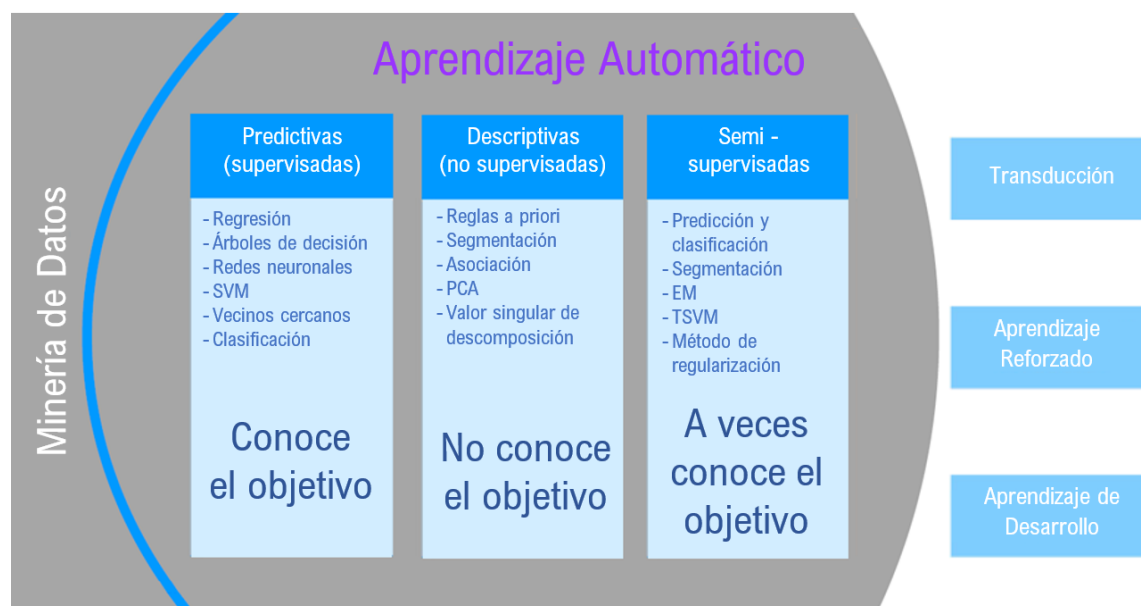 Aprendizaje Automático
Minería de Datos
Predictivas
(supervisadas)
- Regresión
- Árboles de decisión
- Redes neuronales
- SVM
- Vecinos cercanos
- Clasificación
Conoce
el objetivo
Descriptivas
(no supervisadas)
- Reglas a priori
- Segmentación
- Asociación
- PCA
- Valor singular de
descomposición
No conoce
el objetivo
Semi -
supervisadas
- Predicción y
clasificación
- Segmentación
- EM
- TSVM
- Método de
regularización
A veces
conoce el
objetivo
Transducción
Aprendizaje
Reforzado
Aprendizaje de
Desarrollo